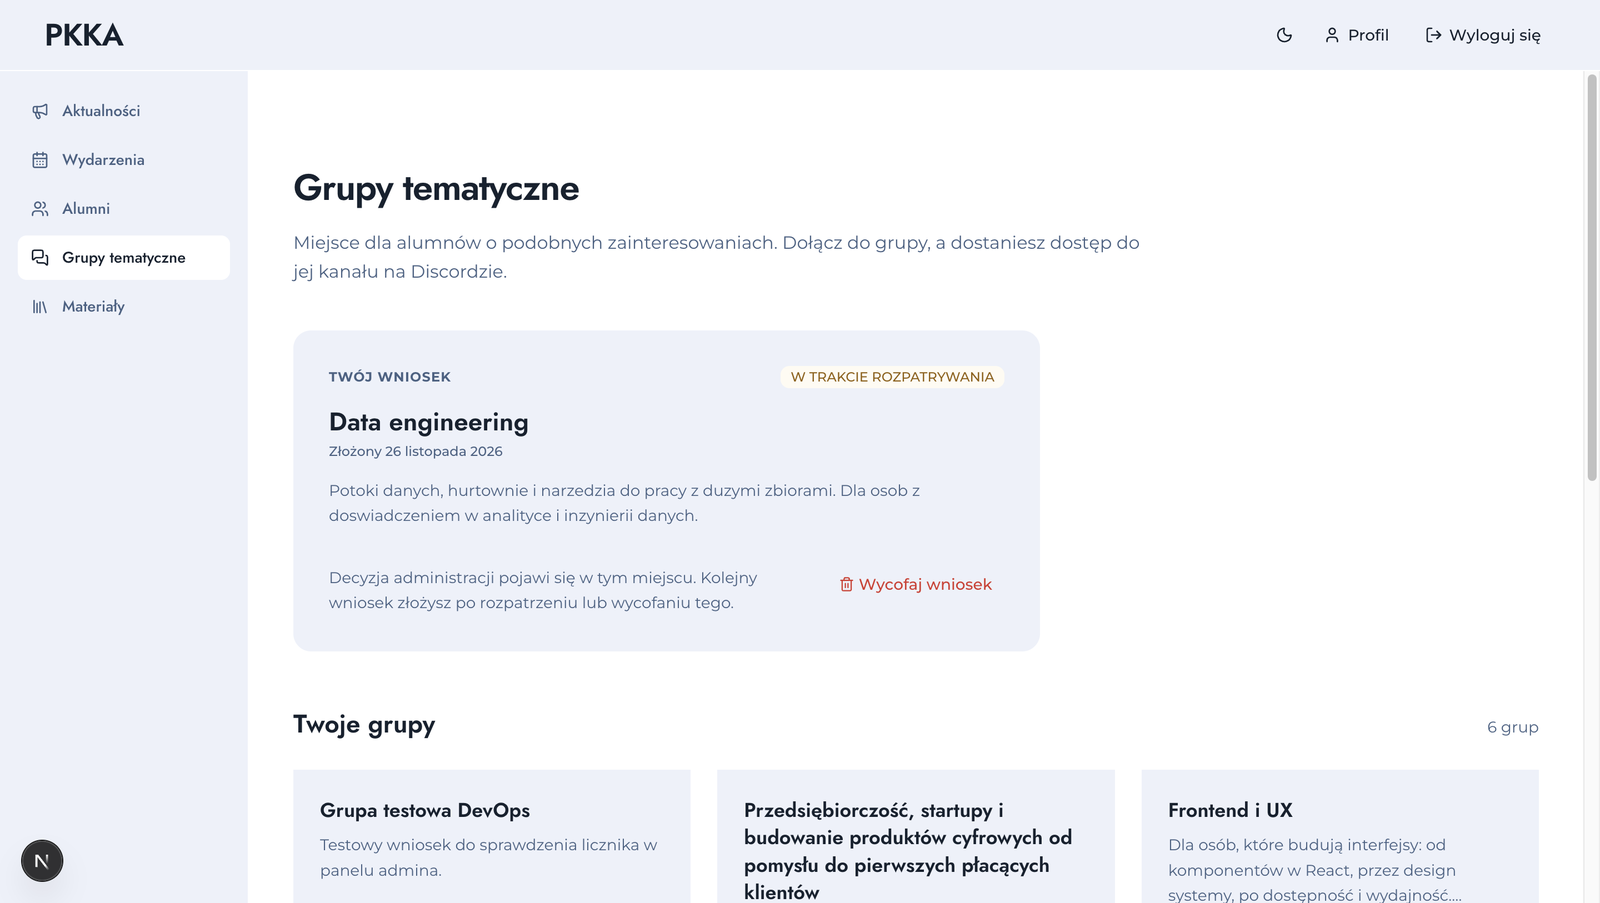 PKKA
Profil
Wyloguj się
Aktualności
Wydarzenia
Alumni
Grupy tematyczne
Materiały
Grupy tematyczne
Miejsce dla alumnów o podobnych zainteresowaniach. Dołącz do grupy, a dostaniesz dostęp do
jej kanału na Discordzie.
TWÓJ WNIOSEK
W TRAKCIE ROZPATRYWANIA
Data engineering
Złożony 26 listopada 2026
Potoki danych, hurtownie i narzedzia do pracy z duzymi zbiorami. Dla osob z
doswiadczeniem w analityce i inzynierii danych.
Decyzja administracji pojawi się w tym miejscu. Kolejny
wniosek złożysz po rozpatrzeniu lub wycofaniu tego.
Wycofaj wniosek
Twoje grupy
6 grup
Grupa testowa DevOps
Testowy wniosek do sprawdzenia licznika w
panelu admina.
Przedsiębiorczość, startupy i
budowanie produktów cyfrowych od
pomysłu do pierwszych płacących
klientów
Frontend i UX
Dla osób, które budują interfejsy: od
komponentów w React, przez design
systemy, po dostępność i wydajność....
N